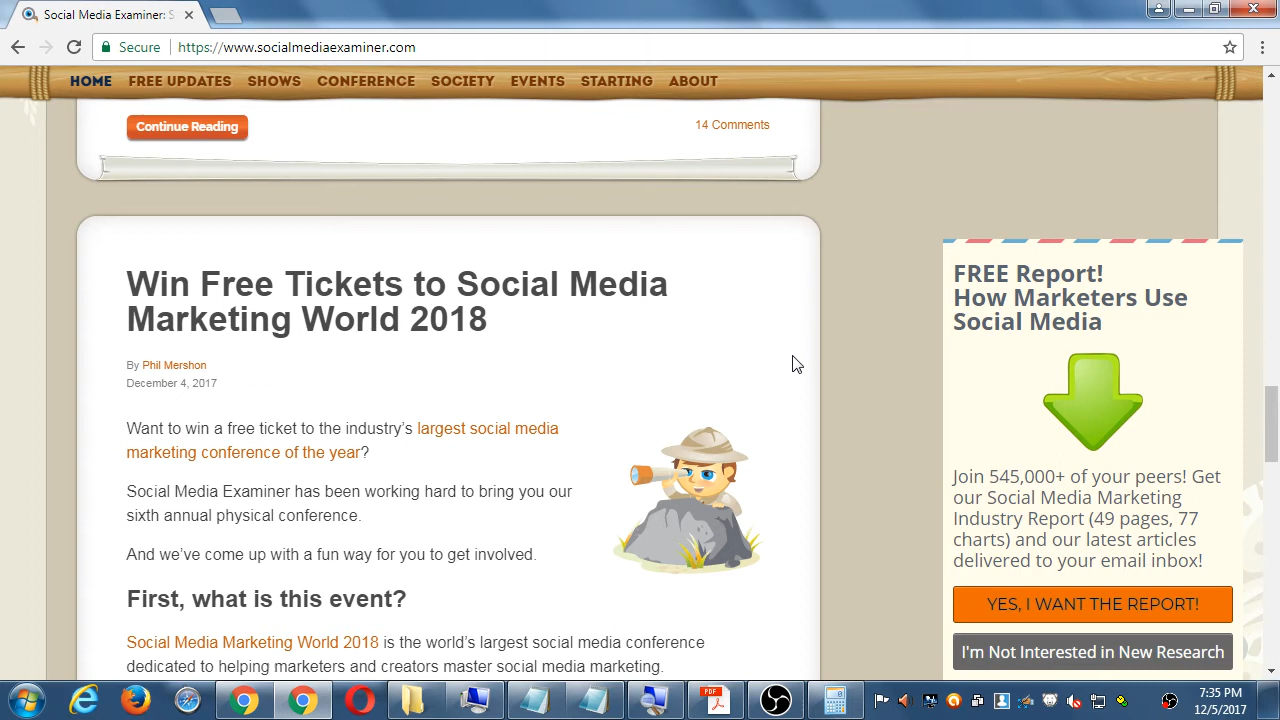 Social Media Examiner: S
Secure
https://www.socialmediaexaminer.com
HOME FREE UPDATES SHOWS CONFERENCE SOCIETY EVENTS STARTING ABOUT
Continue Reading
14 Comments
Win Free Tickets to Social Media
Marketing World 2018
By Phil Mershon
December 4, 2017
Want to win a free ticket to the industry’s largest social media
marketing conference of the year?
Social Media Examiner has been working hard to bring you our
sixth annual physical conference.
And we’ve come up with a fun way for you to get involved.
First, what is this event?
Social Media Marketing World 2018 is the world’s largest social media conference
dedicated to helping marketers and creators master social media marketing.
FREE Report!
How Marketers Use
Social Media
Join 545,000+ of your peers! Get
our Social Media Marketing
Industry Report (49 pages, 77
charts) and our latest articles
delivered to your email inbox!
YES, I WANT THE REPORT!
I'm Not Interested in New Research
PDF
7:35 PM
12/5/2017